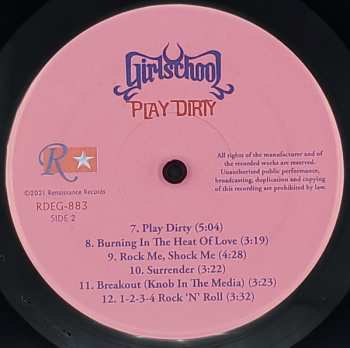 Girlschool
PLAY DIRTY
R
All rights of the manufacturer and of
the recorded works are reserved.
Unauthorized public performance,
broadcasting, duplication and copying
of this recording are prohibited by law.
©2021 Renaissance Records
RDEG-883
SIDE 2
7. Play Dirty (5:04)
8. Burning In The Heat Of Love (3:19)
9. Rock Me, Shock Me (4:28)
10. Surrender (3:22)
11. Breakout (Knob In The Media) (3:23)
12. 1-2-3-4 Rock ‘N’ Roll (3:32)